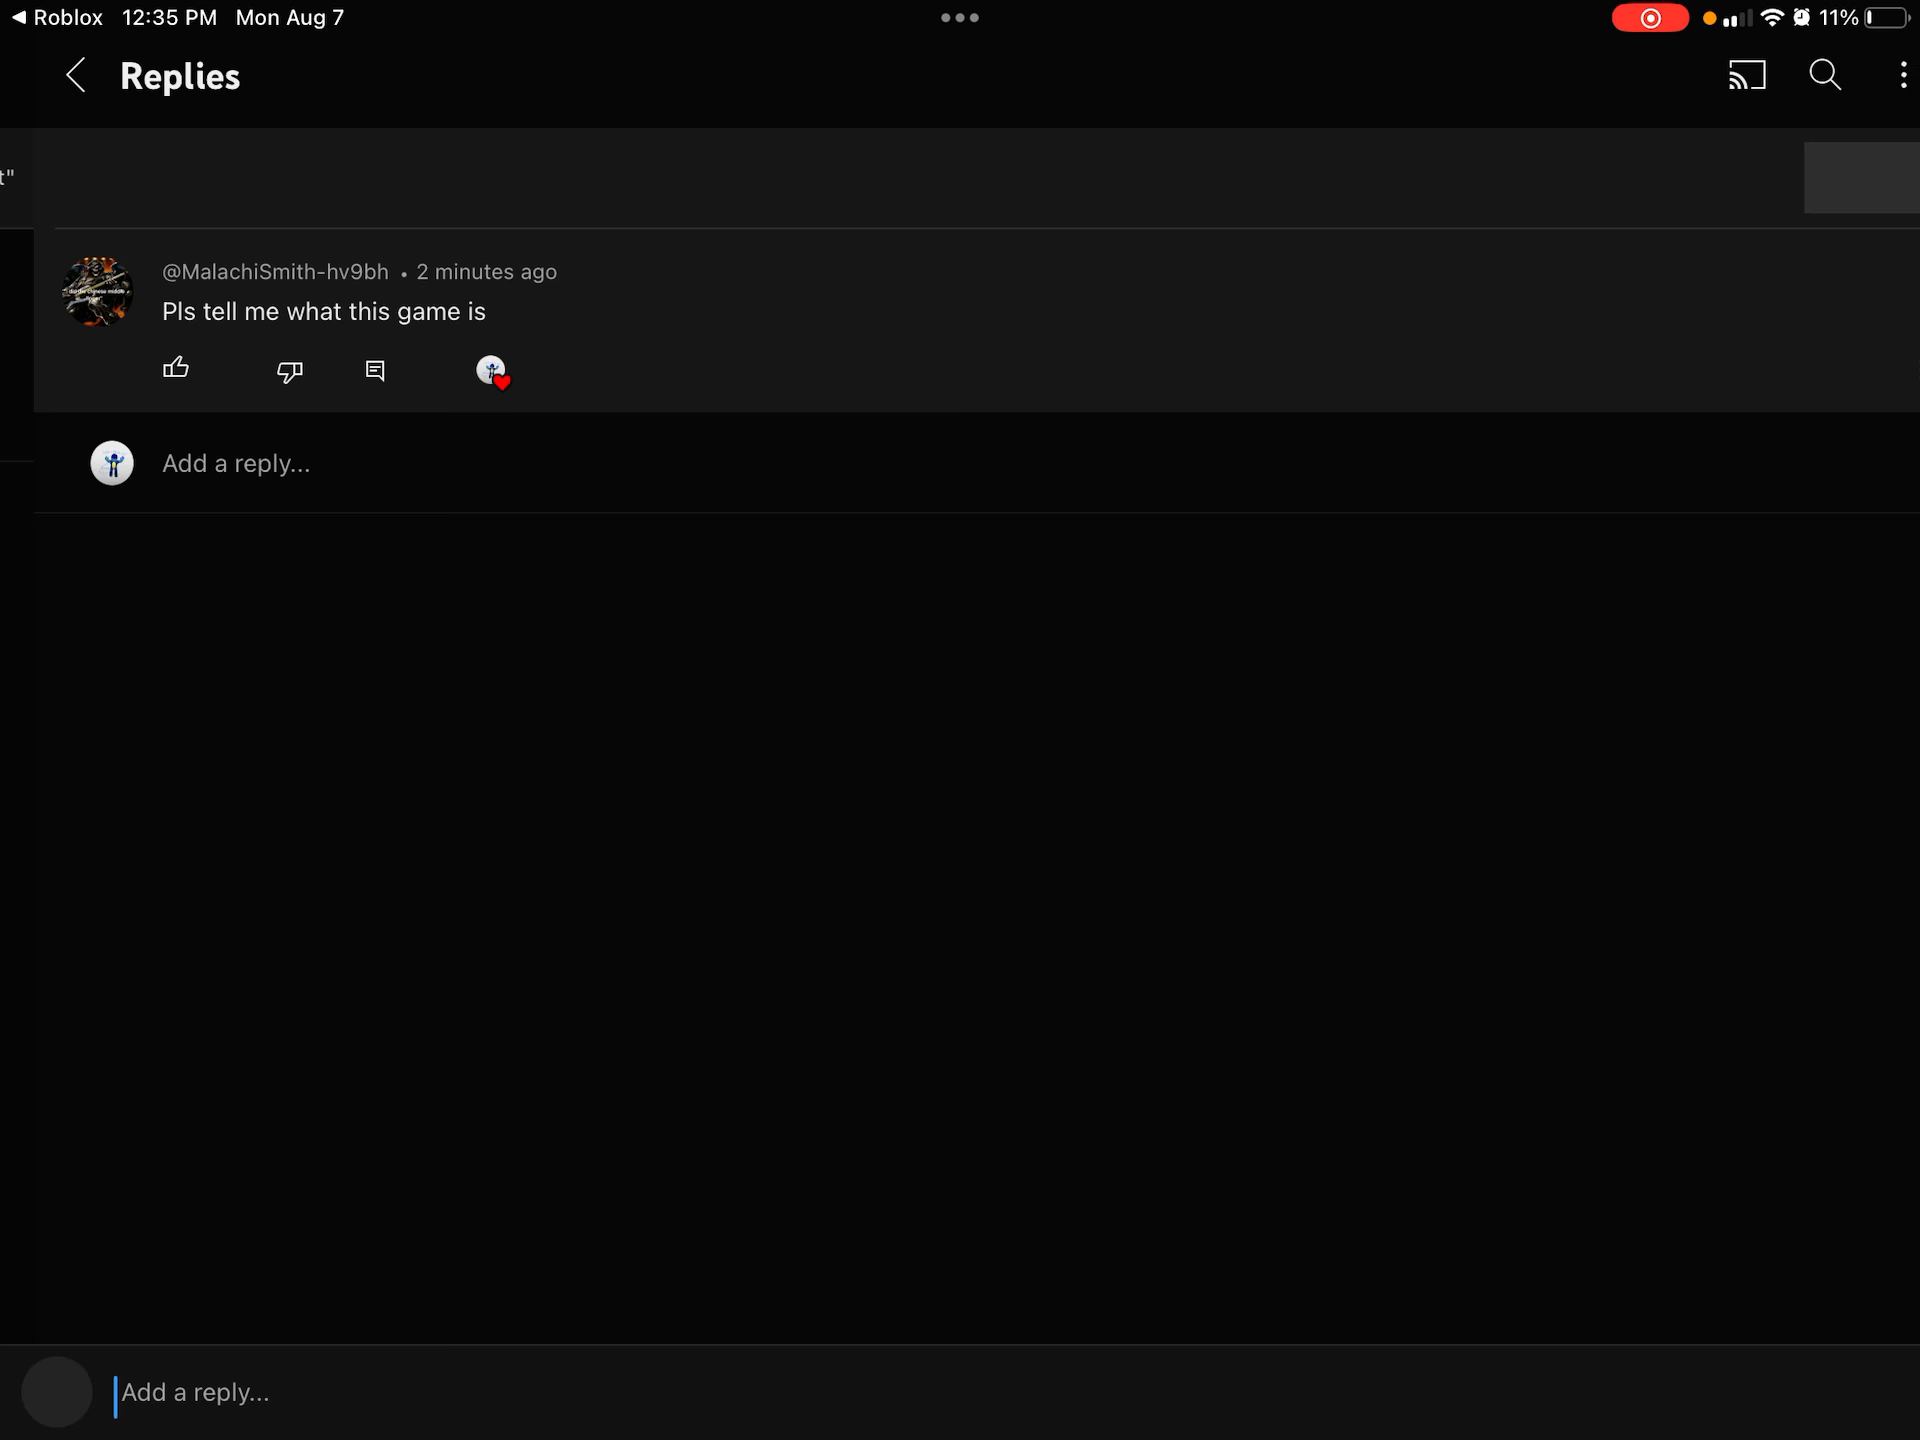 ◀ Roblox 12:35 PM Mon Aug 7 11%
Replies
t"
@MalachiSmith-hv9bh • 2 minutes ago
Pls tell me what this game is
Add a reply...
Add a reply...